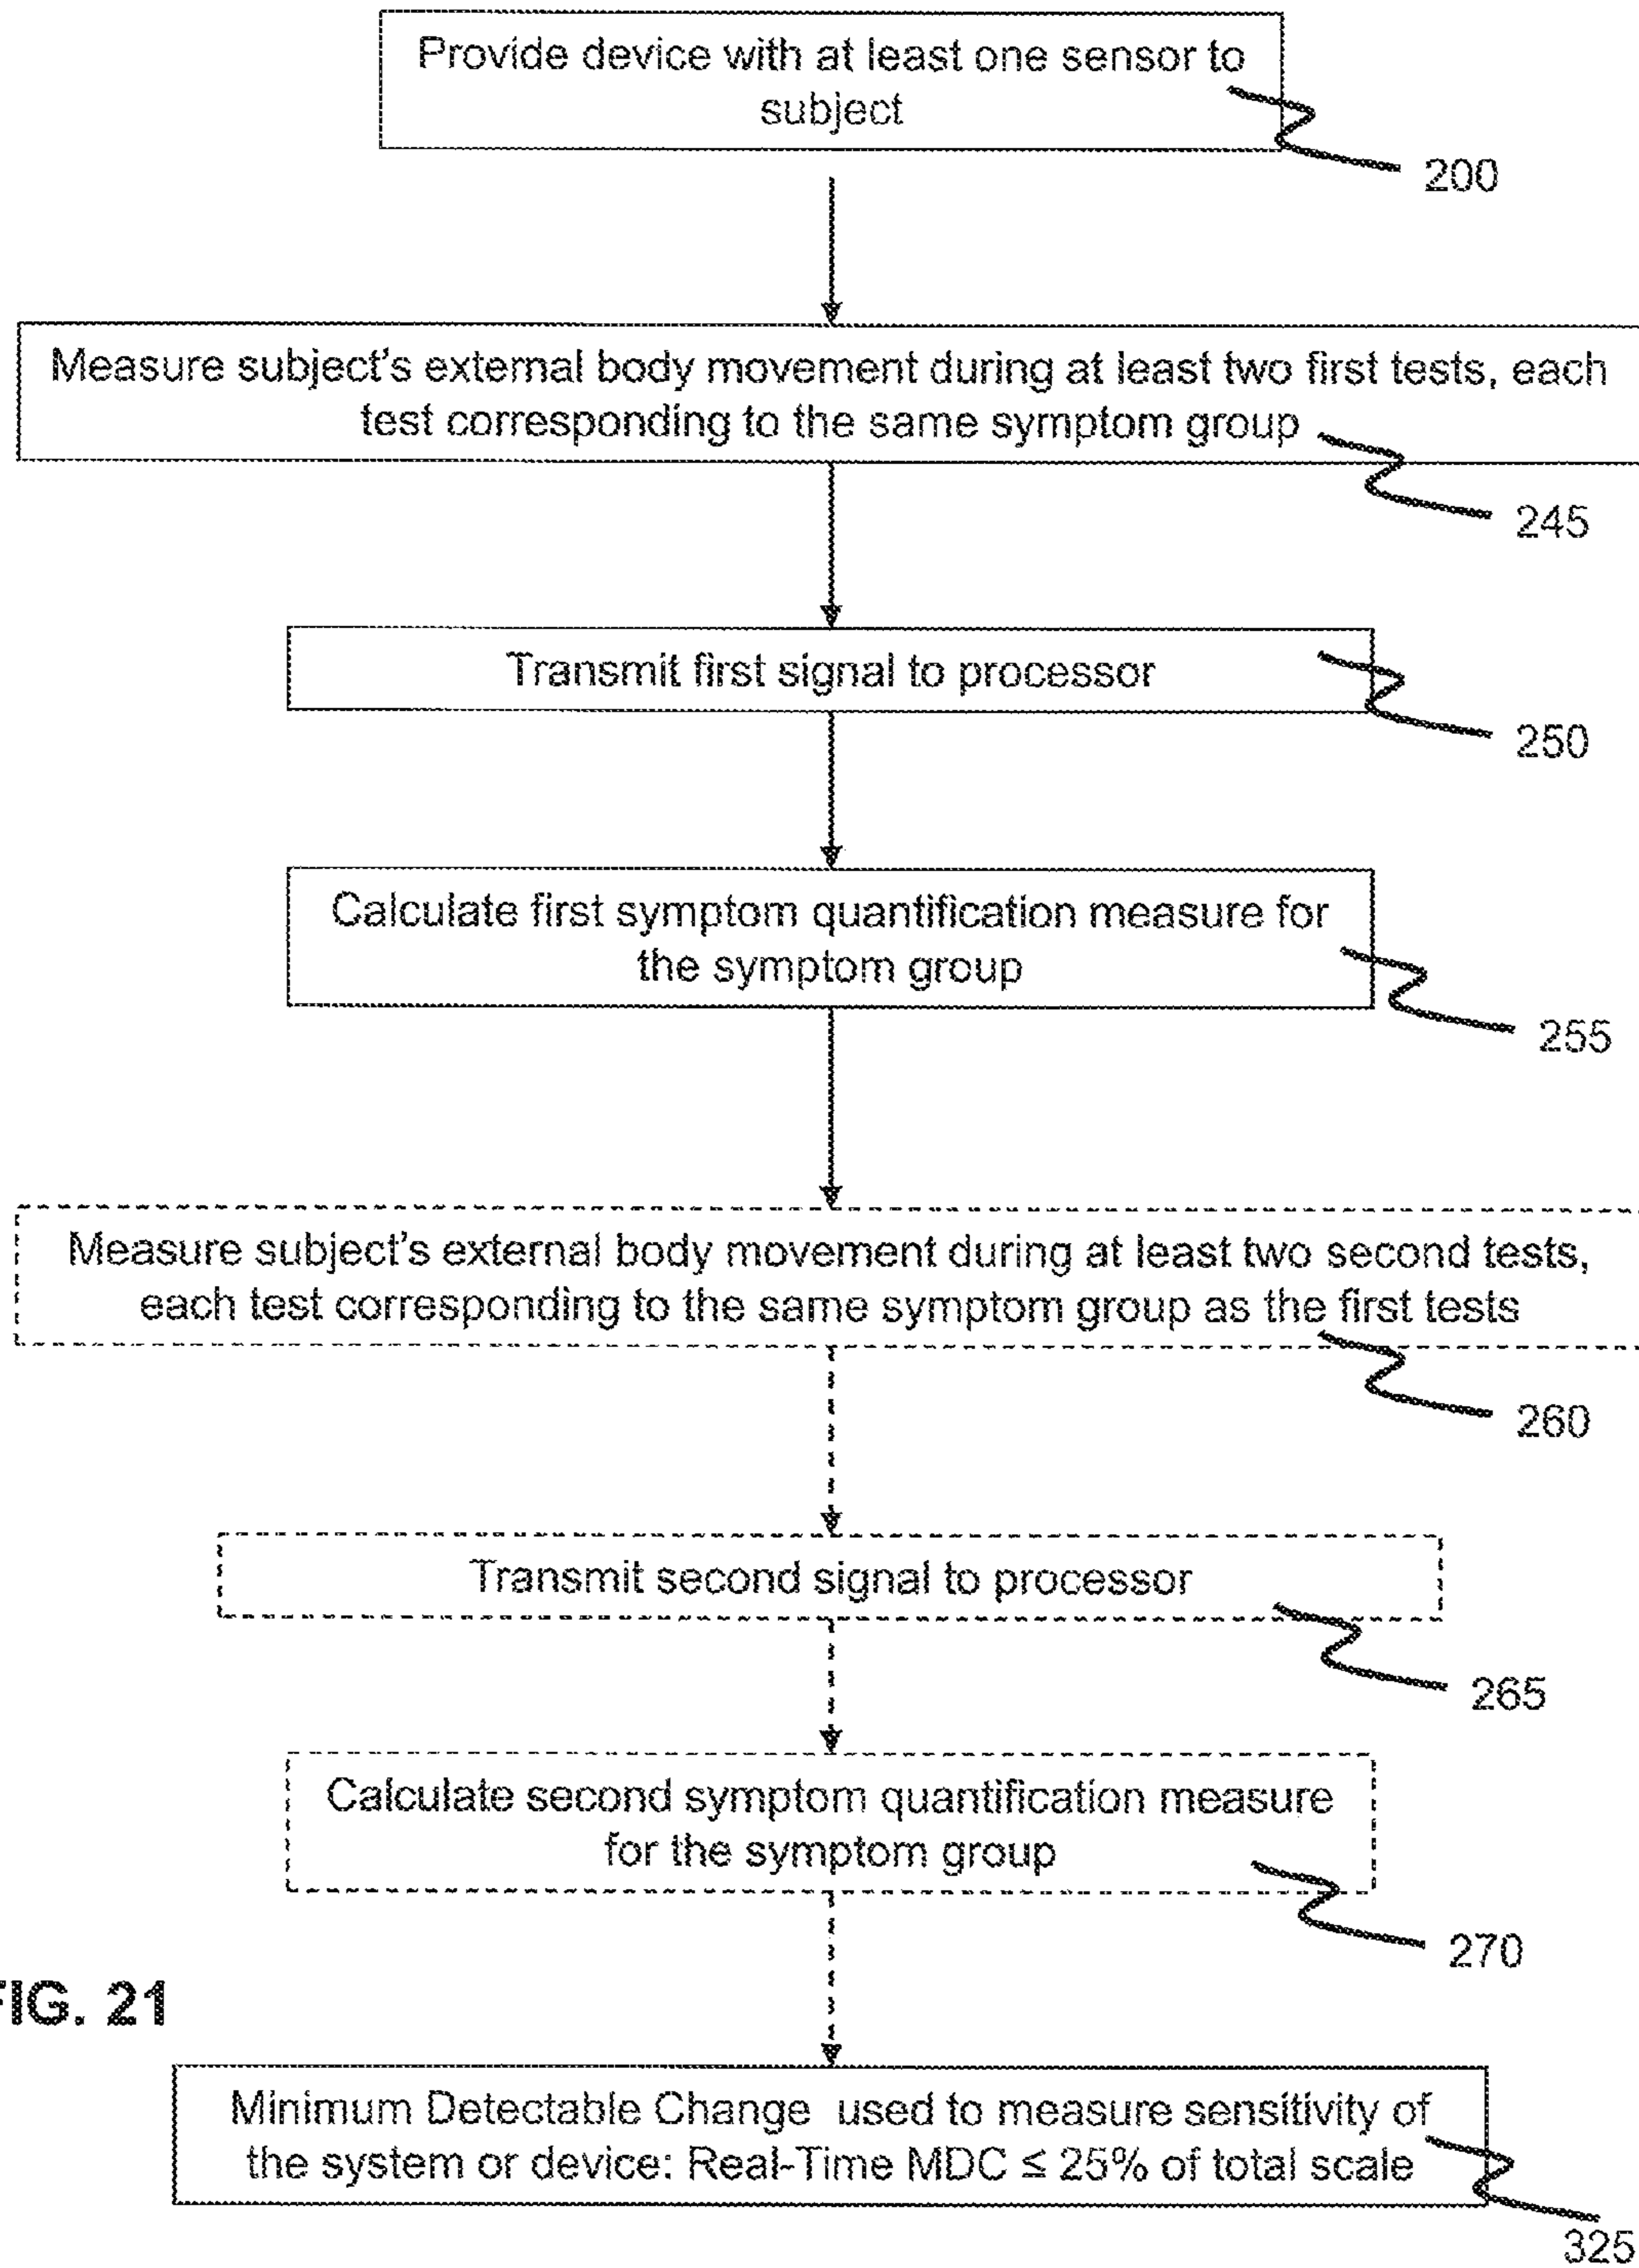 Provide device with at least one sensor to
subject
200
Measure subject's external body movement during at least two first tests, each
test corresponding to the same symptom group
245
Transmit first signal to processor
250
Calculate first symptom quantification measure for
the symptom group
255
Measure subject's external body movement during at least two second tests,
each test corresponding to the same symptom group as the first tests
260
Transmit second signal to processor
265
Calculate second symptom quantification measure
for the symptom group
270
FIG. 21
Minimum Detectable Change used to measure sensitivity of
the system or device: Real-Time MDC ≤ 25% of total scale
325